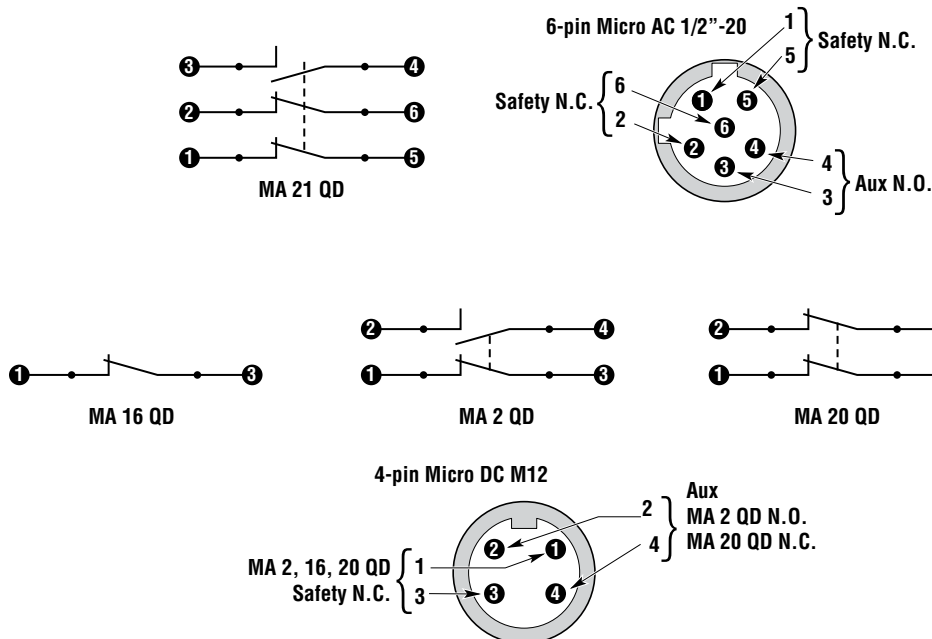 6-pin Micro AC 1/2”-20
1
5
Safety N.C.
6
2
Safety N.C.
1
5
6
2
4
3
4
3
Aux N.O.
3
4
2
6
1
5
MA 21 QD
1
3
MA 16 QD
2
4
1
3
MA 2 QD
2
1
MA 20 QD
4-pin Micro DC M12
2
4
Aux
MA 2 QD N.O.
MA 20 QD N.C.
MA 2, 16, 20 QD
Safety N.C.
1
3
2
1
3
4